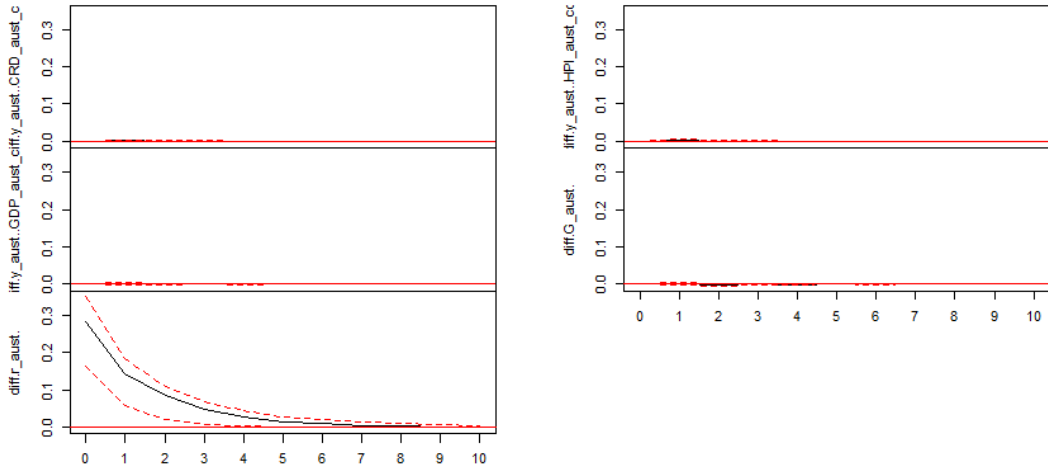 diff.y_aust..CRD_aust_c
0.0 0.1 0.2 0.3
iff.y_aust..GDP_aust_c
0.0 0.1 0.2 0.3
diff.r_aust.
0.0 0.1 0.2 0.3
0 1 2 3 4 5 6 7 8 9 10
diff.y_aust..HPI_aust_cc
0.0 0.1 0.2 0.3
diff.G_aust.
0.0 0.1 0.2 0.3
0 1 2 3 4 5 6 7 8 9 10